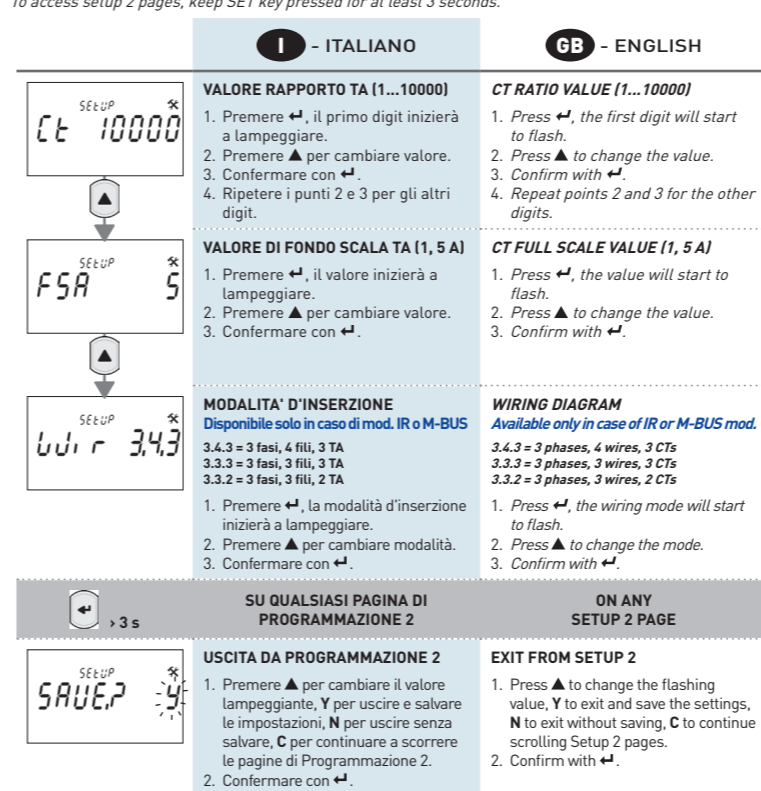 To access setup 2 pages, keep SET key pressed for at least 3 seconds.
I - ITALIANO
GB - ENGLISH
SEtUP
Ct 10000
VALORE RAPPORTO TA (1...10000)
1. Premere ↵, il primo digit inizierà
a lampeggiare.
2. Premere ▲ per cambiare valore.
3. Confermare con ↵.
4. Ripetere i punti 2 e 3 per gli altri
digit.
CT RATIO VALUE (1...10000)
1. Press ↵, the first digit will start
to flash.
2. Press ▲ to change the value.
3. Confirm with ↵.
4. Repeat points 2 and 3 for the other
digits.
▲
SEtUP
FSA 5
VALORE DI FONDO SCALA TA (1, 5 A)
1. Premere ↵, il valore inizierà a
lampeggiare.
2. Premere ▲ per cambiare valore.
3. Confermare con ↵.
CT FULL SCALE VALUE (1, 5 A)
1. Press ↵, the value will start to
flash.
2. Press ▲ to change the value.
3. Confirm with ↵.
▲
SEtUP
Wir 3.4.3
MODALITA' D'INSERZIONE
Disponibile solo in caso di mod. IR o M-BUS
3.4.3 = 3 fasi, 4 fili, 3 TA
3.3.3 = 3 fasi, 3 fili, 3 TA
3.3.2 = 3 fasi, 3 fili, 2 TA
1. Premere ↵, la modalità d'inserzione
inizierà a lampeggiare.
2. Premere ▲ per cambiare modalità.
3. Confermare con ↵.
WIRING DIAGRAM
Available only in case of IR or M-BUS mod.
3.4.3 = 3 phases, 4 wires, 3 CTs
3.3.3 = 3 phases, 3 wires, 3 CTs
3.3.2 = 3 phases, 3 wires, 2 CTs
1. Press ↵, the wiring mode will start
to flash.
2. Press ▲ to change the mode.
3. Confirm with ↵.
↵ › 3 s
SU QUALSIASI PAGINA DI
PROGRAMMAZIONE 2
ON ANY
SETUP 2 PAGE
SEtUP
SAVE.? Y
USCITA DA PROGRAMMAZIONE 2
1. Premere ▲ per cambiare il valore
lampeggiante, Y per uscire e salvare
le impostazioni, N per uscire senza
salvare, C per continuare a scorrere
le pagine di Programmazione 2.
2. Confermare con ↵.
EXIT FROM SETUP 2
1. Press ▲ to change the flashing
value, Y to exit and save the settings,
N to exit without saving, C to continue
scrolling Setup 2 pages.
2. Confirm with ↵.